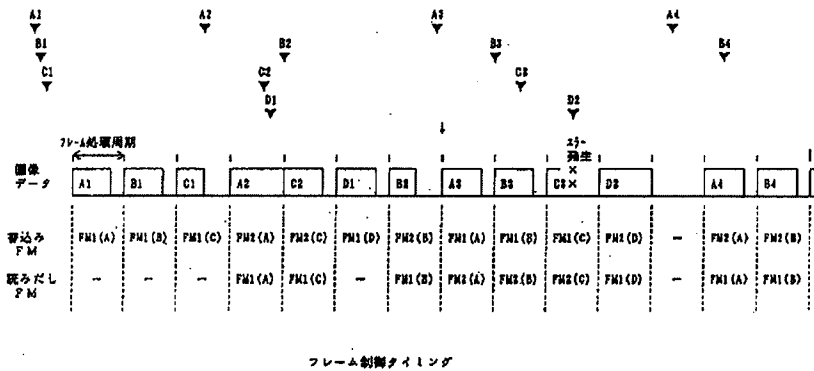 A1 A2 A3 A4
B1 B2 B3 B4
C1 C2 C3
D1 D2
フレーム処理周期 エラー
発生
画像
データ A1 B1 C1 A2 C2 D1 B2 A3 B3 C3 D2 A4 B4
書込み
FM FM1(A) FM1(B) FM1(C) FM2(A) FM2(C) FM1(D) FM2(B) FM1(A) FM1(B) FM1(C) FM2(D) － FM2(A) FM2(B)
読みだし
FM － － － FM1(A) FM1(C) － FM1(B) FM2(A) FM2(B) FM2(C) FM1(D) － FM1(A) FM1(B)
フレーム制御タイミング